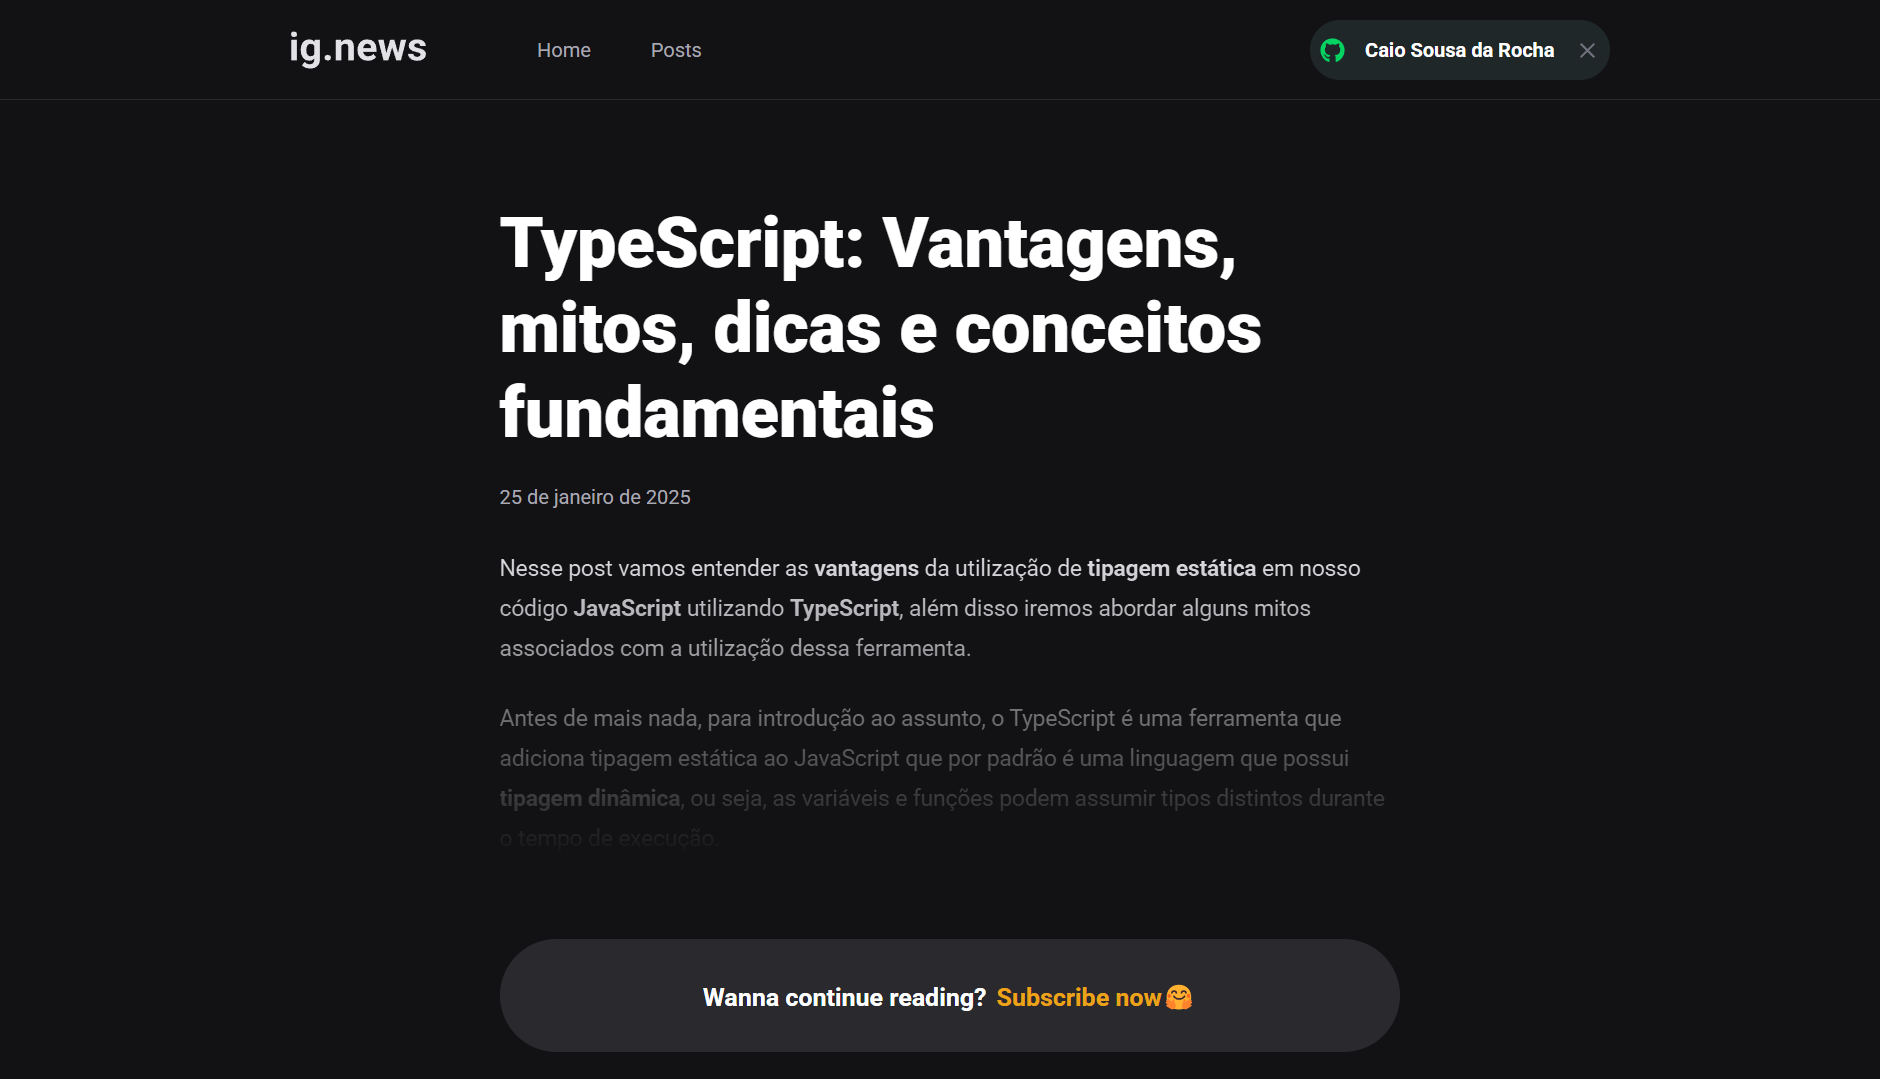 ig.news
Home
Posts
Caio Sousa da Rocha
TypeScript: Vantagens,
mitos, dicas e conceitos
fundamentais
25 de janeiro de 2025
Nesse post vamos entender as vantagens da utilização de tipagem estática em nosso
código JavaScript utilizando TypeScript, além disso iremos abordar alguns mitos
associados com a utilização dessa ferramenta.
Antes de mais nada, para introdução ao assunto, o TypeScript é uma ferramenta que
adiciona tipagem estática ao JavaScript que por padrão é uma linguagem que possui
tipagem dinâmica, ou seja, as variáveis e funções podem assumir tipos distintos durante
o tempo de execução.
Wanna continue reading? Subscribe now🤗